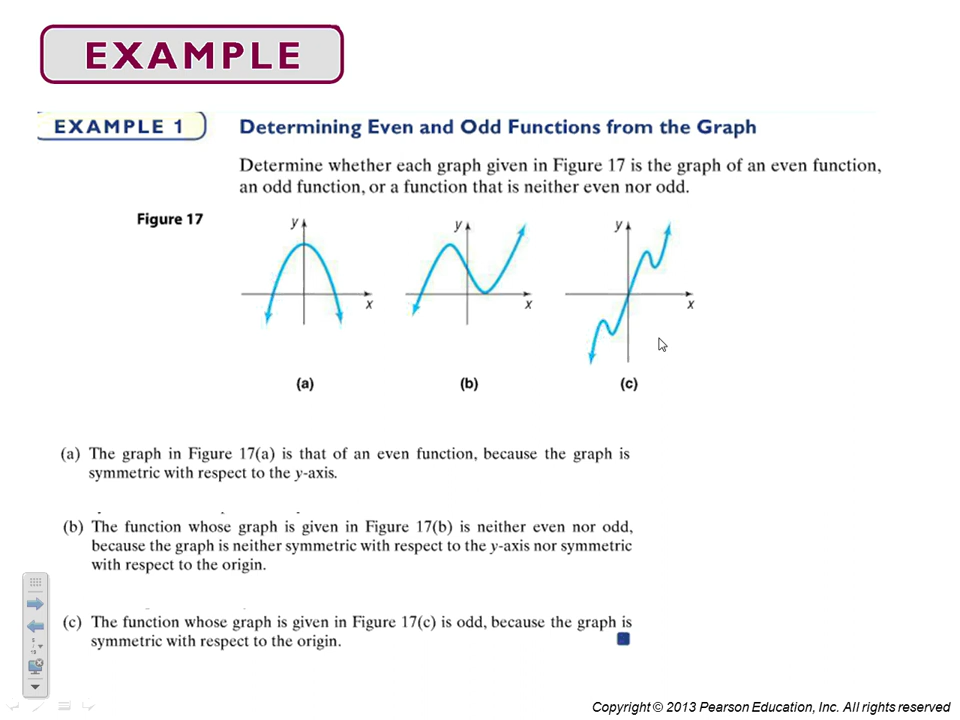 EXAMPLE
EXAMPLE 1
Determining Even and Odd Functions from the Graph
Determine whether each graph given in Figure 17 is the graph of an even function,
an odd function, or a function that is neither even nor odd.
Figure 17
y
x
(a)
y
x
(b)
y
x
(c)
(a) The graph in Figure 17(a) is that of an even function, because the graph is
symmetric with respect to the y-axis.
(b) The function whose graph is given in Figure 17(b) is neither even nor odd,
because the graph is neither symmetric with respect to the y-axis nor symmetric
with respect to the origin.
(c) The function whose graph is given in Figure 17(c) is odd, because the graph is
symmetric with respect to the origin.
Copyright © 2013 Pearson Education, Inc. All rights reserved